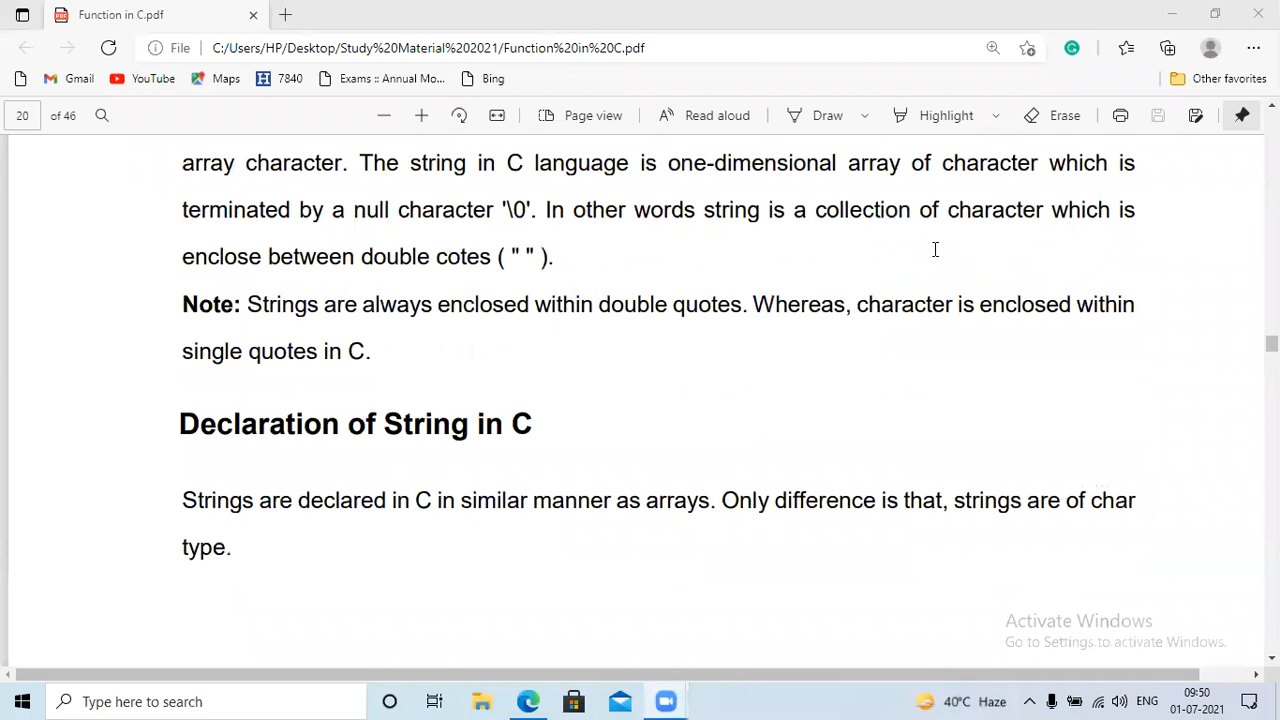 Function in C.pdf
File C:/Users/HP/Desktop/Study%20Material%202021/Function%20in%20C.pdf
Gmail YouTube Maps 7840 Exams :: Annual Mo... Bing Other favorites
20 of 46 Page view Read aloud Draw Highlight Erase
array character. The string in C language is one-dimensional array of character which is
terminated by a null character '\0'. In other words string is a collection of character which is
enclose between double cotes ( " " ).
Note: Strings are always enclosed within double quotes. Whereas, character is enclosed within
single quotes in C.
Declaration of String in C
Strings are declared in C in similar manner as arrays. Only difference is that, strings are of char
type.
Activate Windows
Go to Settings to activate Windows.
Type here to search 40°C Haze ENG 09:50
01-07-2021